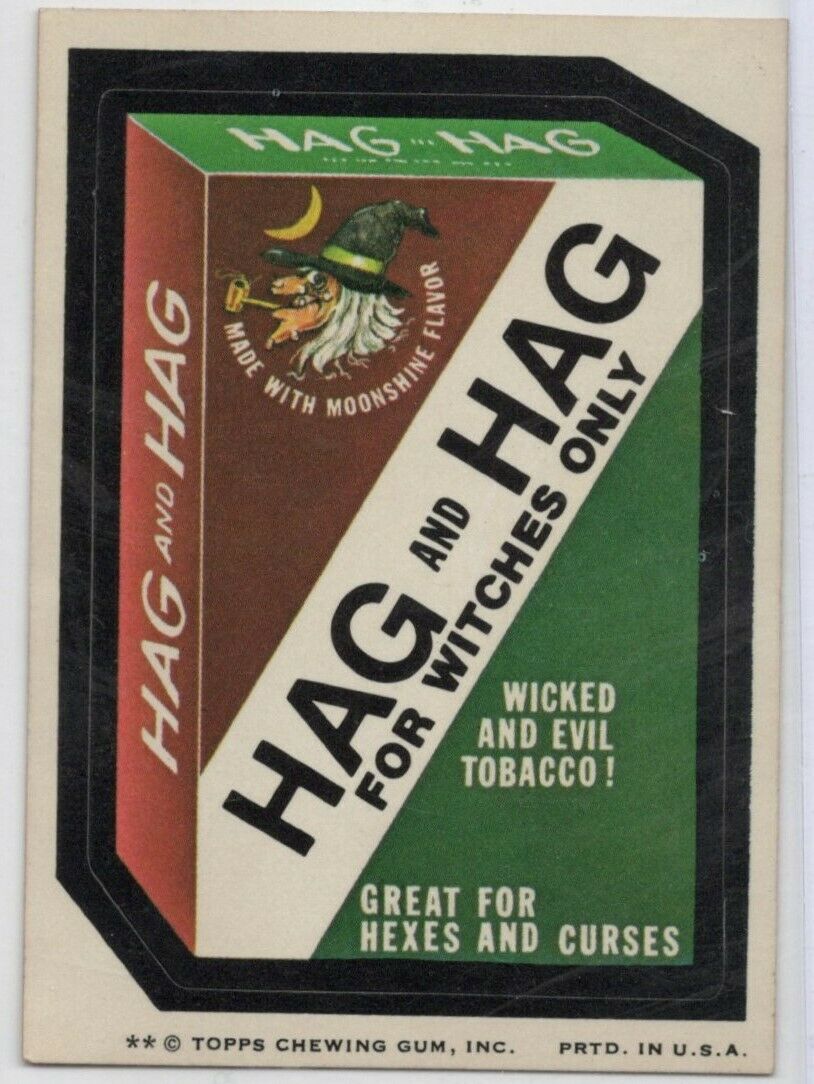 HAG AND HAG
HAG AND HAG
MADE WITH MOONSHINE FLAVOR
HAG AND HAG
FOR WITCHES ONLY
WICKED
AND EVIL
TOBACCO!
GREAT FOR
HEXES AND CURSES
** © TOPPS CHEWING GUM, INC. PRTD. IN U.S.A.